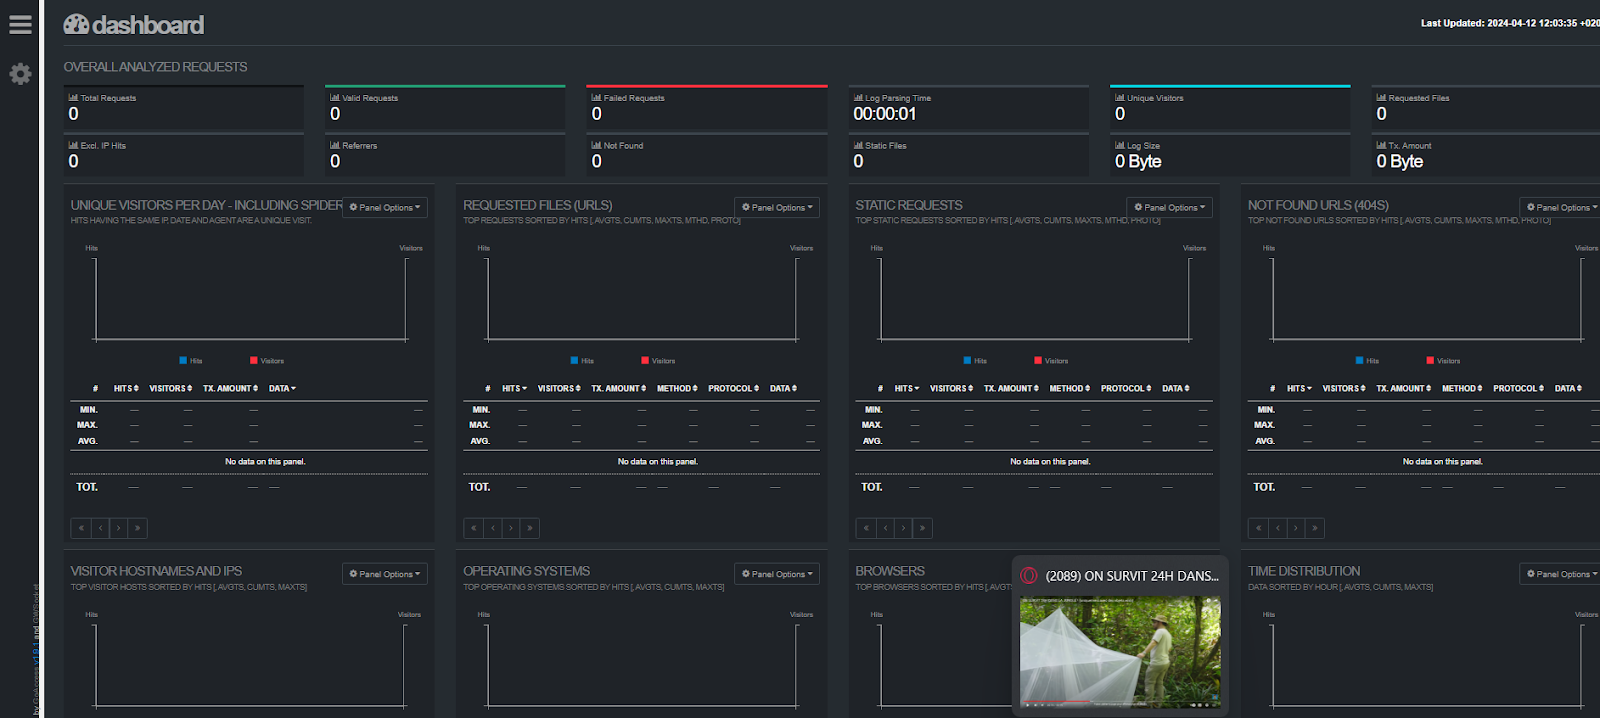 dashboard
Last Updated: 2024-04-12 12:03:35 +020
OVERALL ANALYZED REQUESTS
Total Requests
0
Valid Requests
0
Failed Requests
0
Log Parsing Time
00:00:01
Unique Visitors
0
Requested Files
0
Excl. IP Hits
0
Referrers
0
Not Found
0
Static Files
0
Log Size
0 Byte
Tx. Amount
0 Byte
UNIQUE VISITORS PER DAY - INCLUDING SPIDER
Panel Options
HITS HAVING THE SAME IP, DATE AND AGENT ARE A UNIQUE VISIT.
Hits Visitors
Hits Visitors
# HITS VISITORS TX. AMOUNT DATA
MIN. — — — —
MAX. — — — —
AVG. — — — —
No data on this panel.
TOT. — — — —
« ‹ › »
REQUESTED FILES (URLS)
Panel Options
TOP REQUESTS SORTED BY HITS [, AVGTS, CUMTS, MAXTS, MTHD, PROTO]
Hits Visitors
Hits Visitors
# HITS VISITORS TX. AMOUNT METHOD PROTOCOL DATA
MIN. — — — — — —
MAX. — — — — — —
AVG. — — — — — —
No data on this panel.
TOT. — — — — — —
« ‹ › »
STATIC REQUESTS
Panel Options
TOP STATIC REQUESTS SORTED BY HITS [, AVGTS, CUMTS, MAXTS, MTHD, PROTO]
Hits Visitors
Hits Visitors
# HITS VISITORS TX. AMOUNT METHOD PROTOCOL DATA
MIN. — — — — — —
MAX. — — — — — —
AVG. — — — — — —
No data on this panel.
TOT. — — — — — —
« ‹ › »
NOT FOUND URLS (404S)
Panel Options
TOP NOT FOUND URLS SORTED BY HITS [, AVGTS, CUMTS, MAXTS, MTHD, PROTO]
Hits Visitors
Hits Visitors
# HITS VISITORS TX. AMOUNT METHOD PROTOCOL DATA
MIN. — — — — — —
MAX. — — — — — —
AVG. — — — — — —
No data on this panel.
TOT. — — — — — —
« ‹ › »
VISITOR HOSTNAMES AND IPS
Panel Options
TOP VISITOR HOSTS SORTED BY HITS [, AVGTS, CUMTS, MAXTS]
Hits Visitors
OPERATING SYSTEMS
Panel Options
TOP OPERATING SYSTEMS SORTED BY HITS [, AVGTS, CUMTS, MAXTS]
Hits Visitors
BROWSERS
TOP BROWSERS SORTED BY HITS [, AVGTS
Hits
(2089) ON SURVIT 24H DANS...
TIME DISTRIBUTION
Panel Options
DATA SORTED BY HOUR [, AVGTS, CUMTS, MAXTS]
Hits Visitors
by GoAccess v1.9.1 and GWSocket